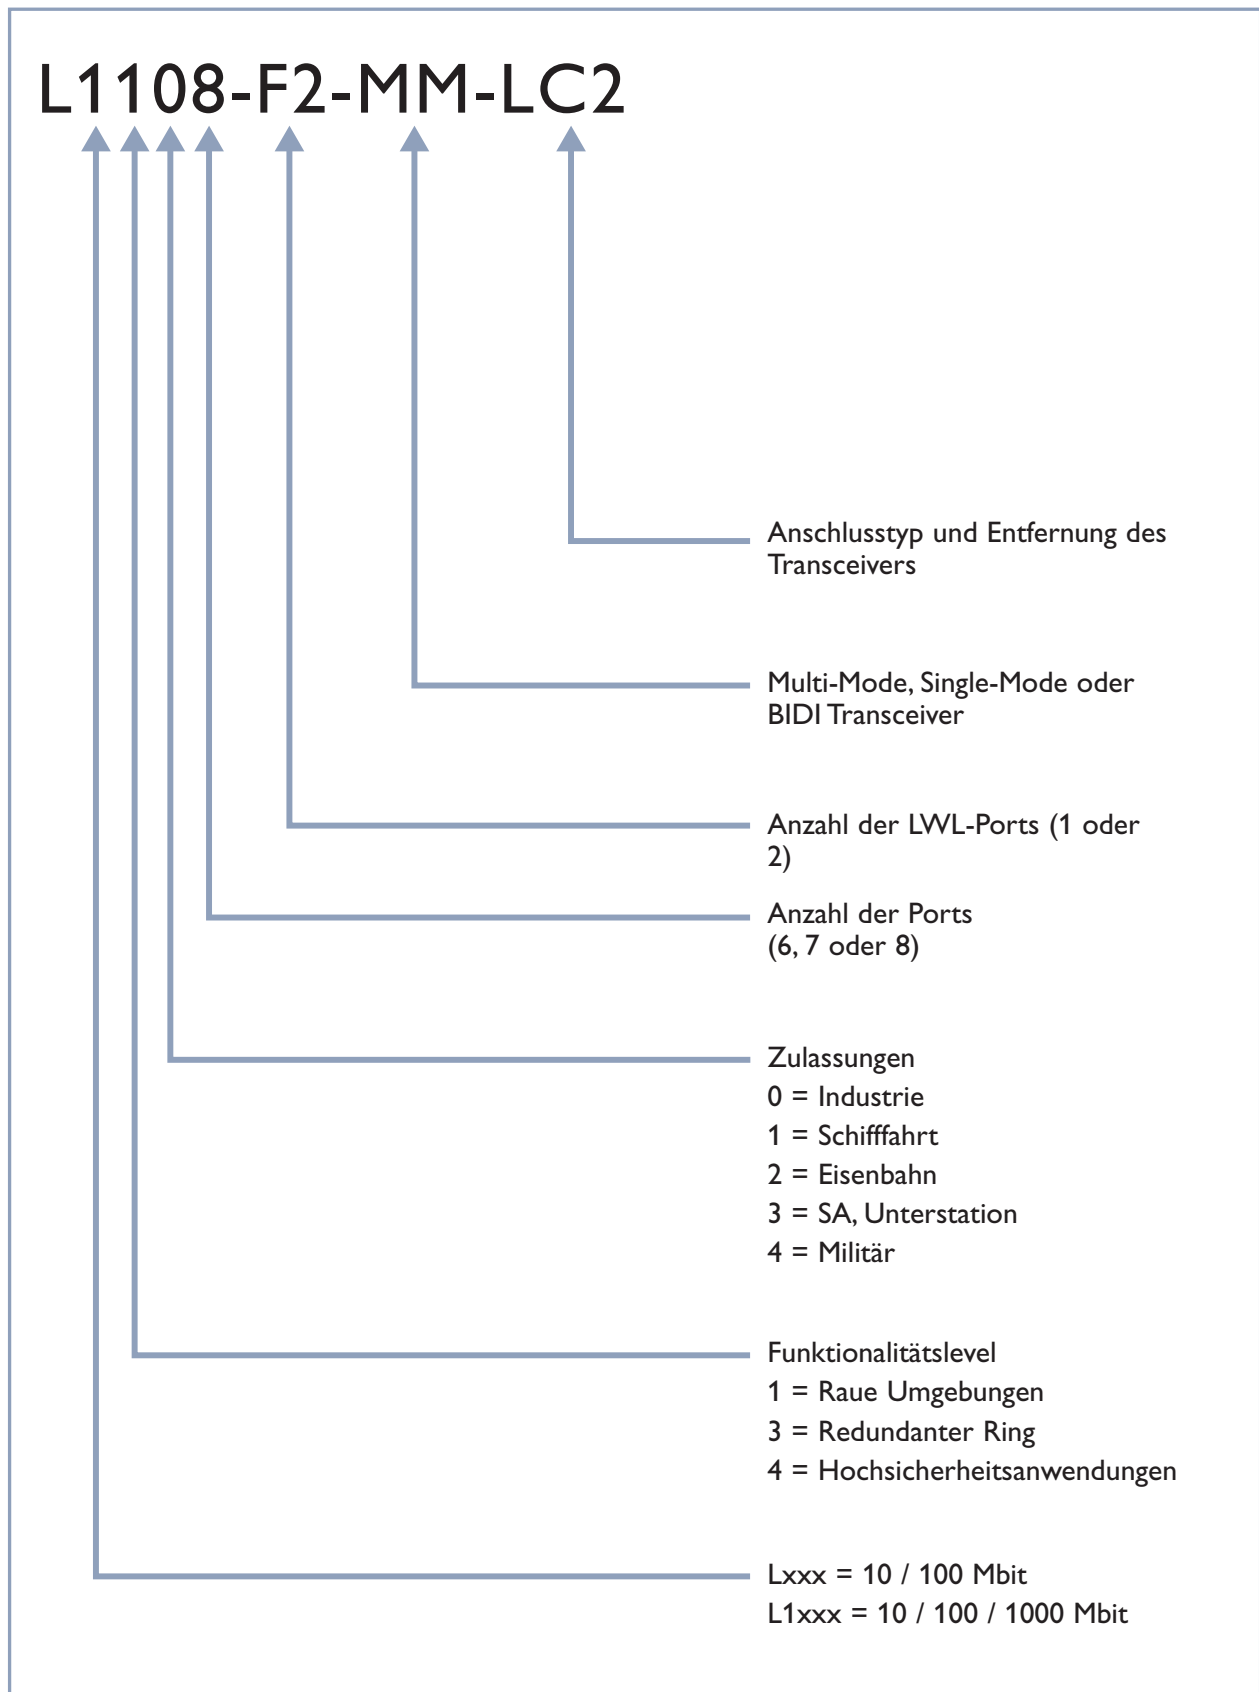 L1108-F2-MM-LC2
Anschlusstyp und Entfernung des
Transceivers
Multi-Mode, Single-Mode oder
BIDI Transceiver
Anzahl der LWL-Ports (1 oder
2)
Anzahl der Ports
(6, 7 oder 8)
Zulassungen
0 = Industrie
1 = Schifffahrt
2 = Eisenbahn
3 = SA, Unterstation
4 = Militär
Funktionalitätslevel
1 = Raue Umgebungen
3 = Redundanter Ring
4 = Hochsicherheitsanwendungen
Lxxx = 10 / 100 Mbit
L1xxx = 10 / 100 / 1000 Mbit